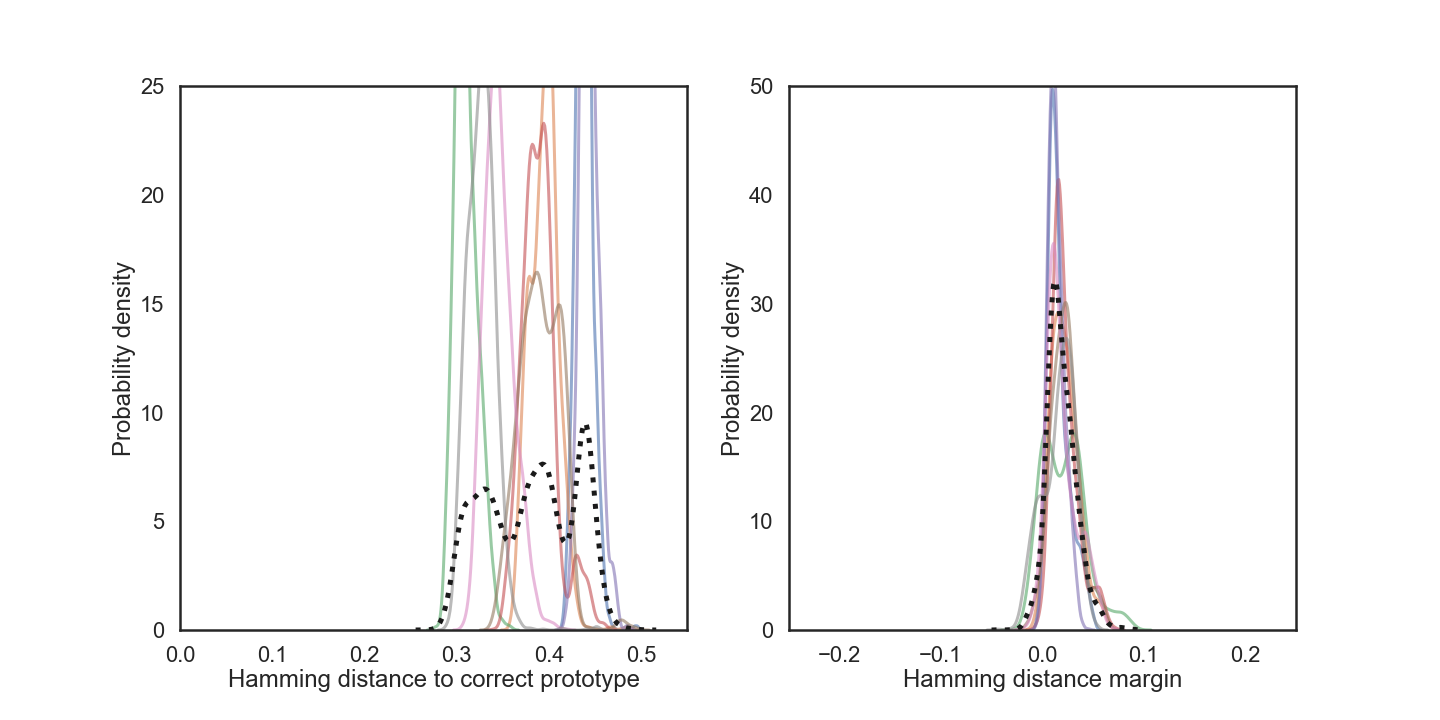 25
20
15
10
5
0
0.0 0.1 0.2 0.3 0.4 0.5
Probability density
Hamming distance to correct prototype
50
40
30
20
10
0
−0.2 −0.1 0.0 0.1 0.2
Probability density
Hamming distance margin